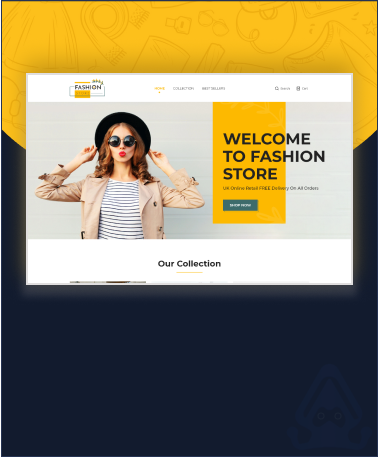 FASHION
HOME COLLECTION BESTSELLERS Search Cart
WELCOME
TO FASHION
STORE
UK Online Retail FREE Delivery On All Orders
SHOP NOW
Our Collection